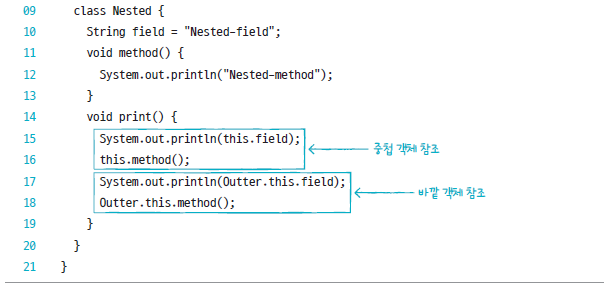 09 class Nested {
10 String field = "Nested-field";
11 void method() {
12 System.out.println("Nested-method");
13 }
14 void print() {
15 System.out.println(this.field);
16 this.method();
중첩 객체 참조
17 System.out.println(Outter.this.field);
18 Outter.this.method();
바깥 객체 참조
19 }
20 }
21 }